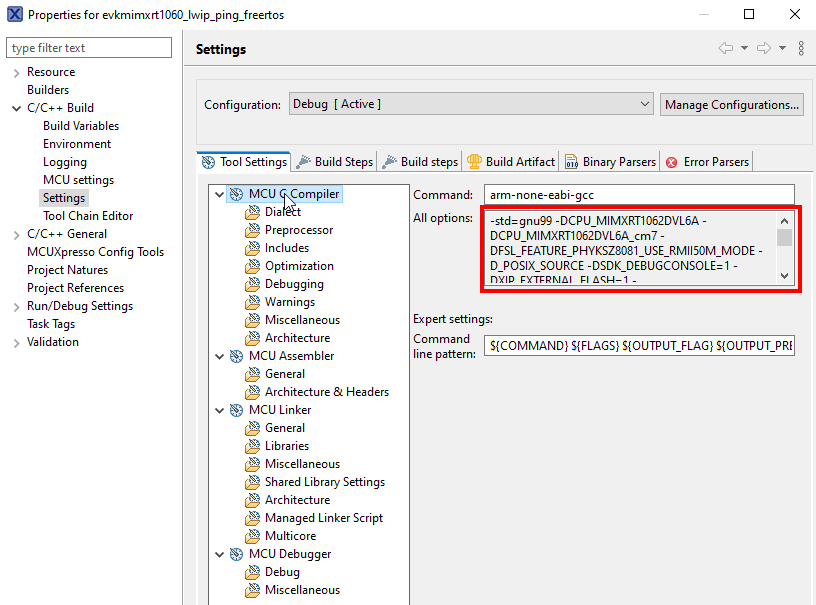 Properties for evkmimxrt1060_lwip_ping_freertos
type filter text
Resource
Builders
C/C++ Build
Build Variables
Environment
Logging
MCU settings
Settings
Tool Chain Editor
C/C++ General
MCUXpresso Config Tools
Project Natures
Project References
Run/Debug Settings
Task Tags
Validation
Settings
Configuration: Debug [ Active ] Manage Configurations...
Tool Settings Build Steps Build steps Build Artifact Binary Parsers Error Parsers
MCU C Compiler
Dialect
Preprocessor
Includes
Optimization
Debugging
Warnings
Miscellaneous
Architecture
MCU Assembler
General
Architecture & Headers
MCU Linker
General
Libraries
Miscellaneous
Shared Library Settings
Architecture
Managed Linker Script
Multicore
MCU Debugger
Debug
Miscellaneous
Command: arm-none-eabi-gcc
All options: -std=gnu99 -DCPU_MIMXRT1062DVL6A -
DCPU_MIMXRT1062DVL6A_cm7 -
DFSL_FEATURE_PHYKSZ8081_USE_RMII50M_MODE -
D_POSIX_SOURCE -DSDK_DEBUGCONSOLE=1 -
DXIP_EXTERNAL_FLASH=1 -
Expert settings:
Command
line pattern: ${COMMAND} ${FLAGS} ${OUTPUT_FLAG} ${OUTPUT_PRE